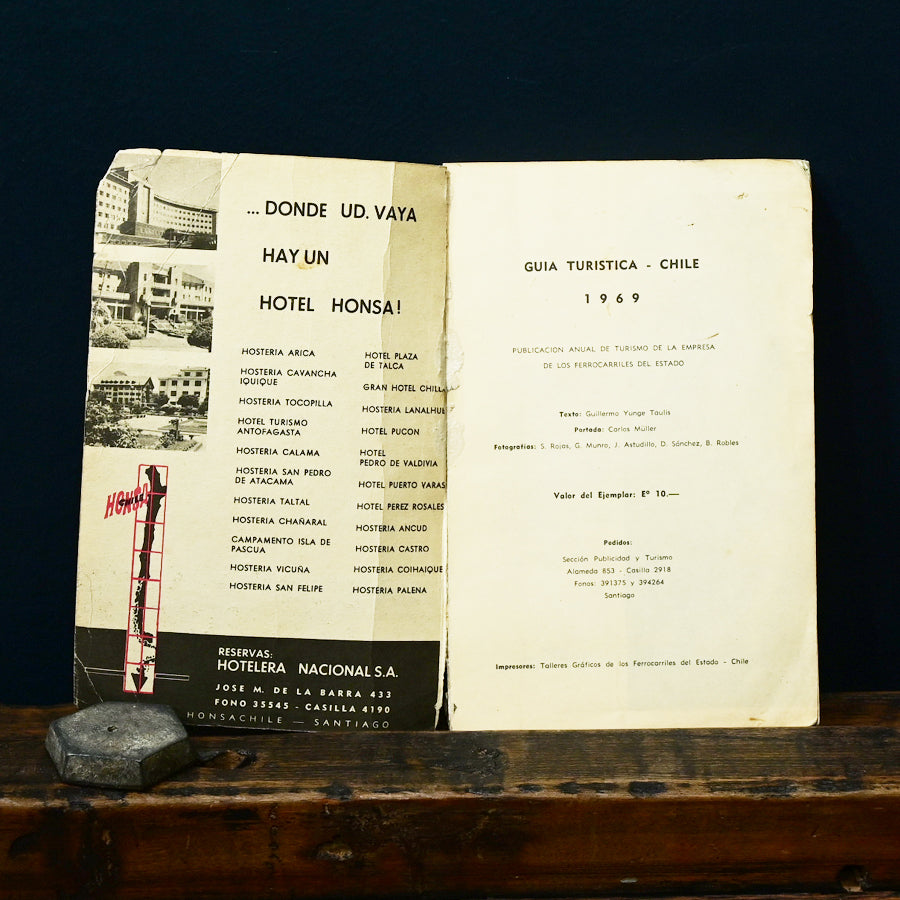 ... DONDE UD. VAYA
HAY UN
HOTEL HONSA!
HOSTERIA ARICA
HOSTERIA CAVANCHA
IQUIQUE
HOSTERIA TOCOPILLA
HOTEL TURISMO
ANTOFAGASTA
HOSTERIA CALAMA
HOSTERIA SAN PEDRO
DE ATACAMA
HOSTERIA TALTAL
HOSTERIA CHAÑARAL
CAMPAMENTO ISLA DE
PASCUA
HOSTERIA VICUÑA
HOSTERIA SAN FELIPE
HOTEL PLAZA
DE TALCA
GRAN HOTEL
HOSTERIA
HOTEL PUCON
HOTEL
PEDRO DE VALDIVIA
HOTEL PUERTO VARAS
HOTEL PEREZ ROSALES
HOSTERIA ANCUD
HOSTERIA CASTRO
HOSTERIA COIHAIQUE
HOSTERIA PALENA
HONSA
CHILE
RESERVAS:
HOTELERA NACIONAL S.A.
JOSE M. DE LA BARRA 433
FONO 35545 - CASILLA 4190
HONSACHILE — SANTIAGO
GUIA TURISTICA - CHILE
1969
PUBLICACION ANUAL DE TURISMO DE LA EMPRESA
DE LOS FERROCARRILES DEL ESTADO
Texto: Guillermo Yunge Taulis
Portada: Carlos Müller
Fotografías: S. Rojas, G. Munro, J. Astudillo, D. Sánchez, B. Robles
Valor del Ejemplar: Eº 10.—
Pedidos:
Sección Publicidad y Turismo
Alameda 853 - Casilla 2918
Fonos: 391375 y 394264
Santiago
Impresores: Talleres Gráficos de los Ferrocarriles del Estado - Chile